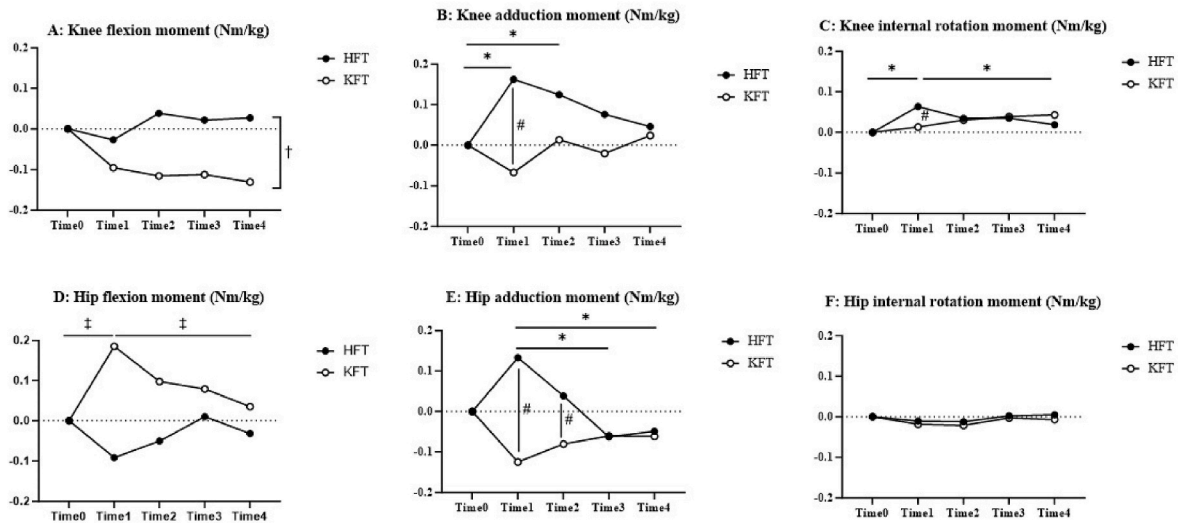 A: Knee flexion moment (Nm/kg)
0.2
0.1
0.0
-0.1
-0.2
Time0 Time1 Time2 Time3 Time4
HFT
KFT
†
B: Knee adduction moment (Nm/kg)
*
*
#
0.2
0.1
0.0
-0.1
0.2
Time0 Time1 Time2 Time3 Time4
HFT
KFT
C: Knee internal rotation moment (Nm/kg)
* *
#
0.2
0.1
0.0
-0.1
-0.2
Time0 Time1 Time2 Time3 Time4
HFT
KFT
D: Hip flexion moment (Nm/kg)
‡ ‡
0.2
0.1
0.0
-0.1
-0.2
Time0 Time1 Time2 Time3 Time4
HFT
KFT
E: Hip adduction moment (Nm/kg)
*
*
# #
0.2
0.1
0.0
-0.1
-0.2
Time0 Time1 Time2 Time3 Time4
HFT
KFT
F: Hip internal rotation moment (Nm/kg)
0.2
0.1
0.0
-0.1
-0.2
Time0 Time1 Time2 Time3 Time4
HFT
KFT